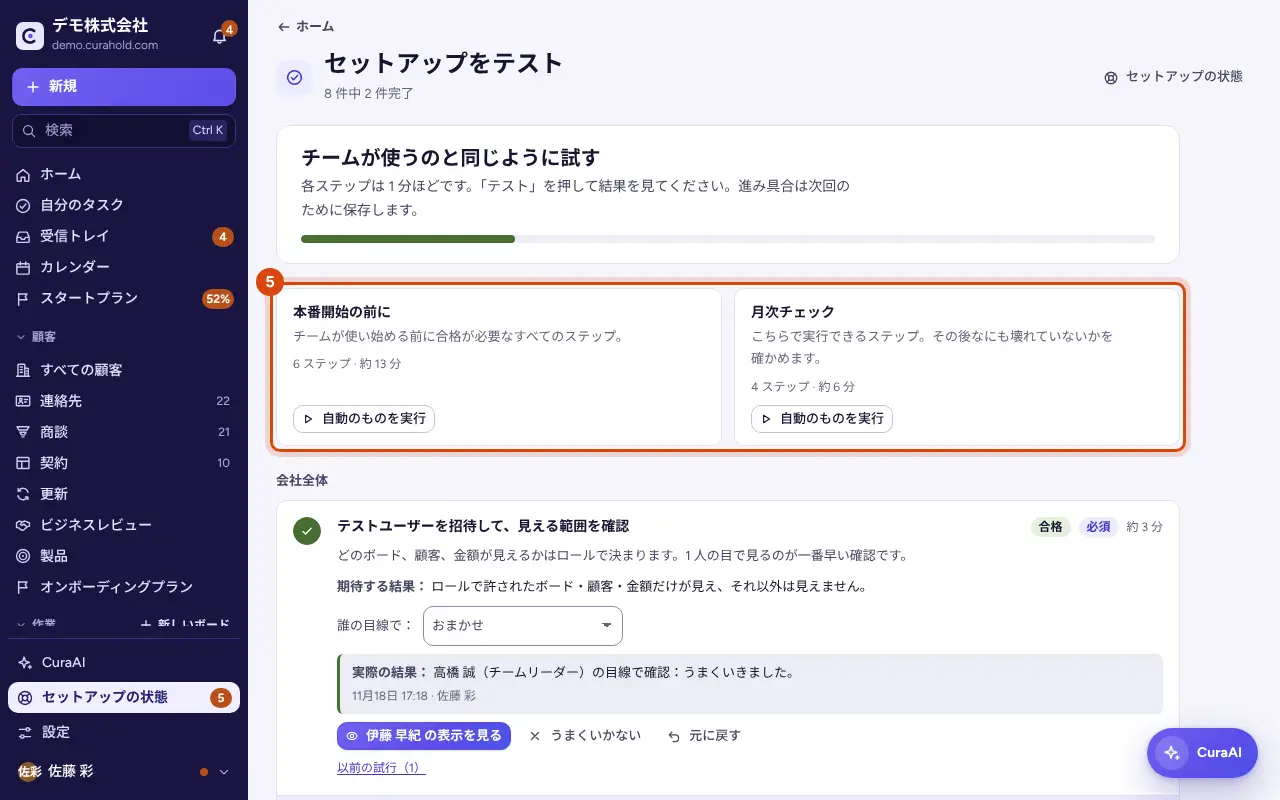 デモ株式会社
demo.curahold.com
4
新規
検索
Ctrl K
ホーム
自分のタスク
受信トレイ
4
カレンダー
スタートプラン
52%
顧客
すべての顧客
連絡先
22
商談
21
契約
10
更新
ビジネスレビュー
製品
オンボーディングプラン
作業
新しいボード
CuraAI
セットアップの状態
5
設定
佐彩
佐藤 彩
← ホーム
セットアップをテスト
8 件中 2 件完了
セットアップの状態
チームが使うのと同じように試す
各ステップは 1 分ほどです。「テスト」を押して結果を見てください。進み具合は次回の
ために保存します。
5
本番開始の前に
チームが使い始める前に合格が必要なすべてのステップ。
6 ステップ · 約 13 分
自動のものを実行
月次チェック
こちらで実行できるステップ。その後なにも壊れていないかを
確かめます。
4 ステップ · 約 6 分
自動のものを実行
会社全体
テストユーザーを招待して、見える範囲を確認
合格
必須
約 3 分
どのボード、顧客、金額が見えるかはロールで決まります。1 人の目で見るのが一番早い確認です。
期待する結果： ロールで許されたボード・顧客・金額だけが見え、それ以外は見えません。
誰の目線で：
おまかせ
実際の結果： 高橋 誠（チームリーダー）の目線で確認：うまくいきました。
11月18日 17:18 · 佐藤 彩
伊藤 早紀 の表示を見る
うまくいかない
元に戻す
以前の試行（1）
CuraAI